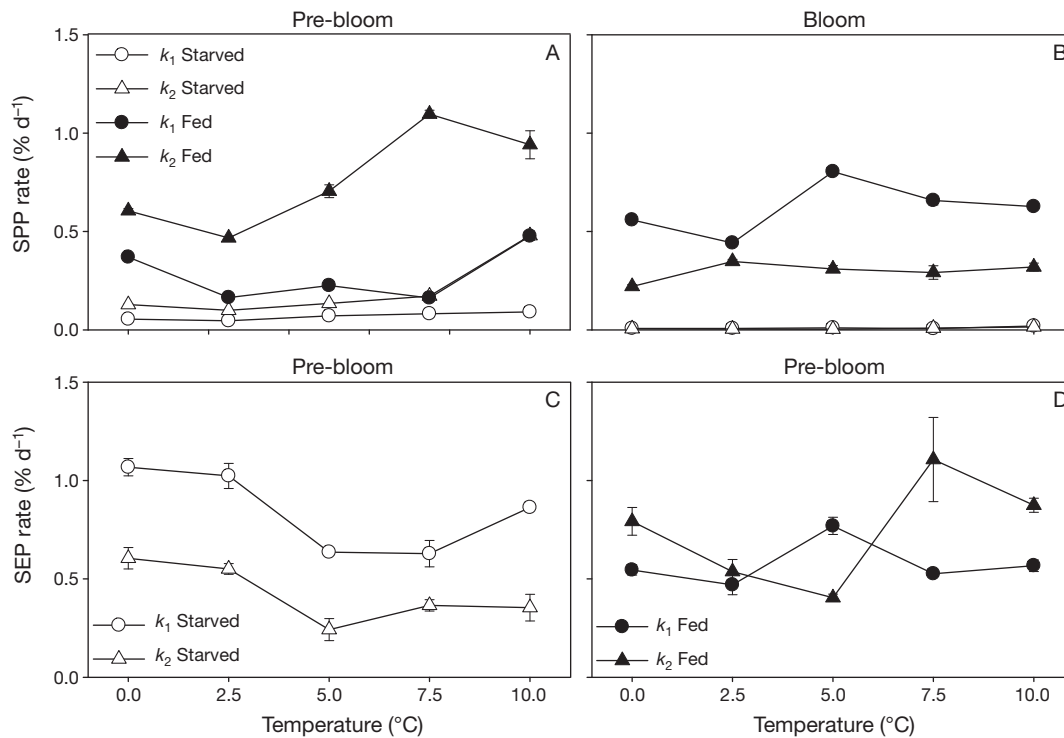 Pre-bloom
Bloom
1.5
1.0
0.5
0.0
SPP rate (% d⁻¹)
k₁ Starved
k₂ Starved
k₁ Fed
k₂ Fed
A
B
Pre-bloom
Pre-bloom
1.5
1.0
0.5
0.0
SEP rate (% d⁻¹)
C
D
k₁ Starved
k₂ Starved
k₁ Fed
k₂ Fed
0.0 2.5 5.0 7.5 10.0
0.0 2.5 5.0 7.5 10.0
Temperature (°C)
Temperature (°C)